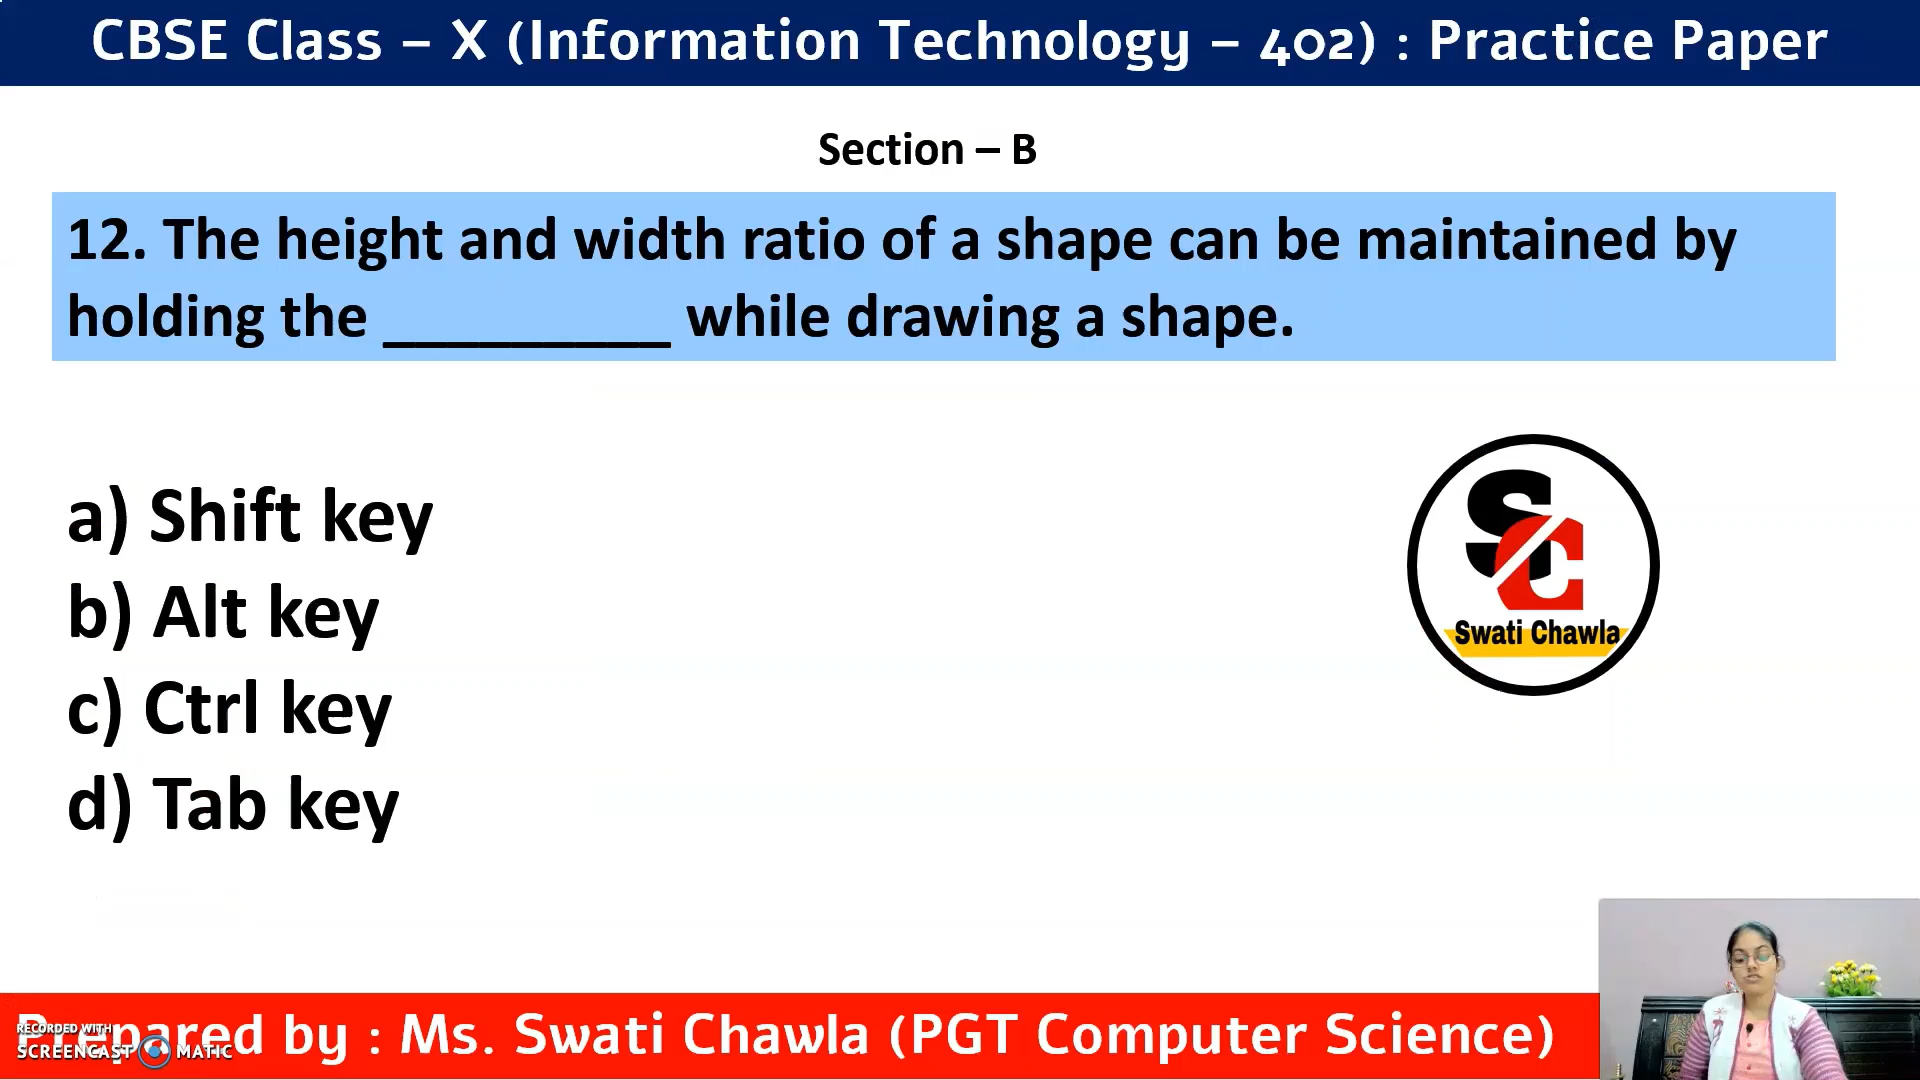 CBSE Class – X (Information Technology – 402) : Practice Paper
Section – B
12. The height and width ratio of a shape can be maintained by
holding the _________ while drawing a shape.
a) Shift key
b) Alt key
c) Ctrl key
d) Tab key
SC
Swati Chawla
Prepared by : Ms. Swati Chawla (PGT Computer Science)
RECORDED WITH
SCREENCAST MATIC